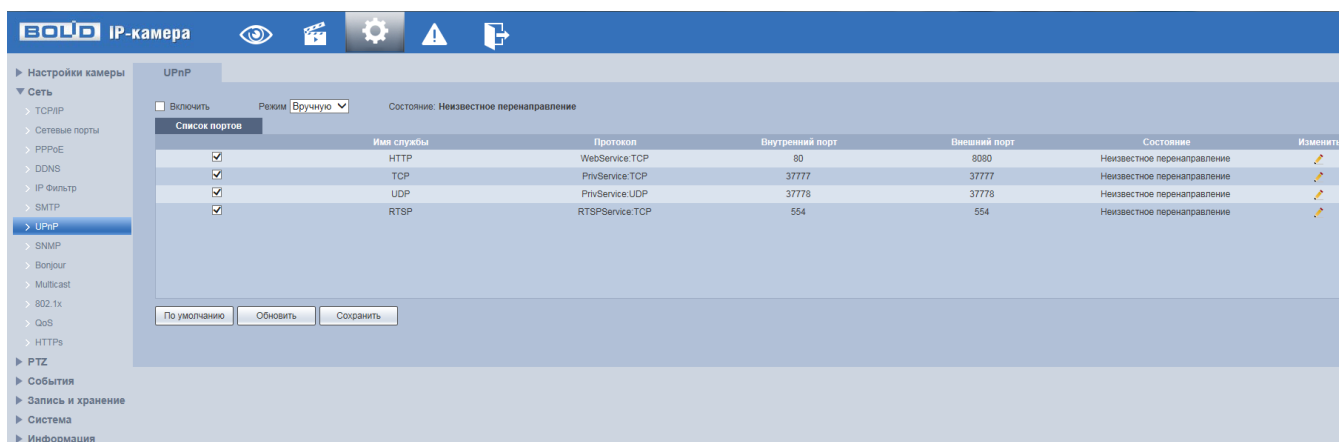 BOLID IP-камера
Настройки камеры
Сеть
TCP/IP
Сетевые порты
PPPoE
DDNS
IP Фильтр
SMTP
UPnP
SNMP
Bonjour
Multicast
802.1x
QoS
HTTPs
PTZ
События
Запись и хранение
Система
Информация
UPnP
Включить Режим Вручную Состояние: Неизвестное перенаправление
Список портов
Имя службы Протокол Внутренний порт Внешний порт Состояние Изменить
HTTP WebService:TCP 80 8080 Неизвестное перенаправление
TCP PrivService:TCP 37777 37777 Неизвестное перенаправление
UDP PrivService:UDP 37778 37778 Неизвестное перенаправление
RTSP RTSPService:TCP 554 554 Неизвестное перенаправление
По умолчанию Обновить Сохранить